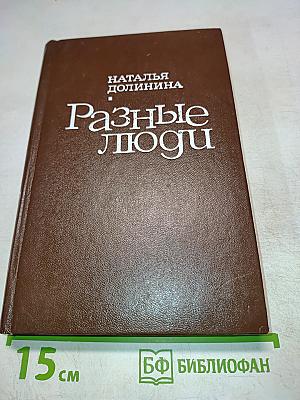 НАТАЛЬЯ
ДОЛИНИНА
Разные
люди
15 см
БФ БИБЛИОФАН